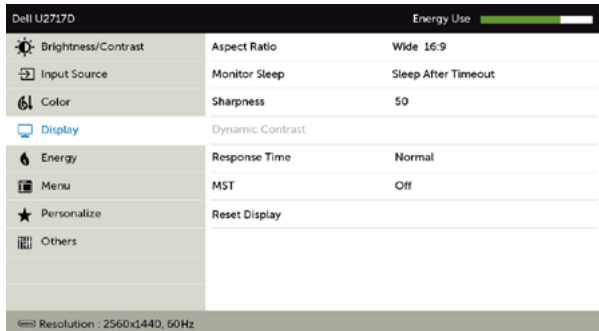 Dell U2717D Energy Use
Brightness/Contrast Aspect Ratio Wide 16:9
Input Source Monitor Sleep Sleep After Timeout
Color Sharpness 50
Display Dynamic Contrast
Energy Response Time Normal
Menu MST Off
Personalize Reset Display
Others
Resolution : 2560x1440, 60Hz